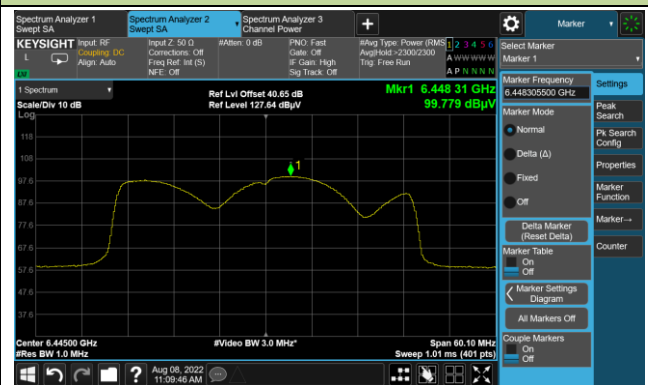 Spectrum Analyzer 1
Swept SA
Spectrum Analyzer 2
Swept SA
Spectrum Analyzer 3
Channel Power
Marker
KEYSIGHT
L
Input: RF
Coupling: DC
Align: Auto
Input Z: 50 Ω
Corrections: Off
Freq Ref: Int (S)
NFE: Off
#Atten: 0 dB
PNO: Fast
Gate: Off
IF Gain: High
Sig Track: Off
#Avg Type: Power (RMS
Avg|Hold:>2300/2300
Trig: Free Run
1 2 3 4 5 6
A W W W W W
A P N N N N
Select Marker
Marker 1
1 Spectrum
Scale/Div 10 dB
Log
Ref Lvl Offset 40.65 dB
Ref Level 127.64 dBµV
Mkr1 6.448 31 GHz
99.779 dBµV
118
108
97.6
87.6
77.6
67.6
57.6
47.6
37.6
1
Center 6.44500 GHz
#Res BW 1.0 MHz
#Video BW 3.0 MHz*
Span 60.10 MHz
Sweep 1.01 ms (401 pts)
Marker Frequency
6.448305500 GHz
Marker Mode
Normal
Delta (Δ)
Fixed
Off
Delta Marker
(Reset Delta)
Marker Table
On
Off
Marker Settings
Diagram
All Markers Off
Couple Markers
On
Off
Settings
Peak
Search
Pk Search
Config
Properties
Marker
Function
Marker→
Counter
Aug 08, 2022
11:09:46 AM